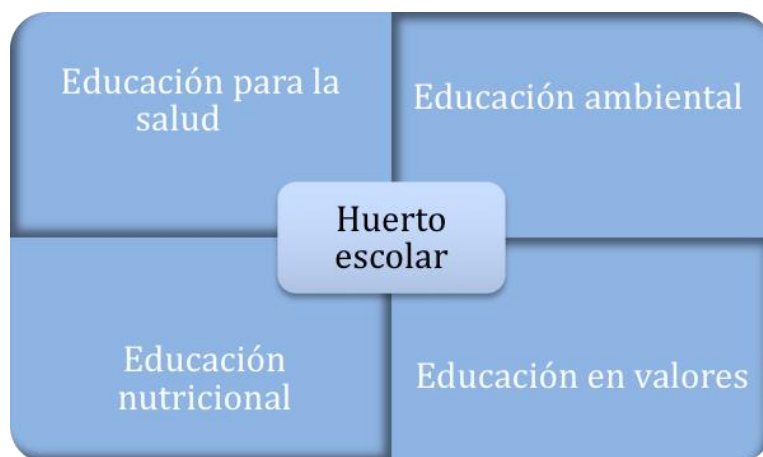 Educación para la
salud
Educación ambiental
Huerto
escolar
Educación
nutricional
Educación en valores